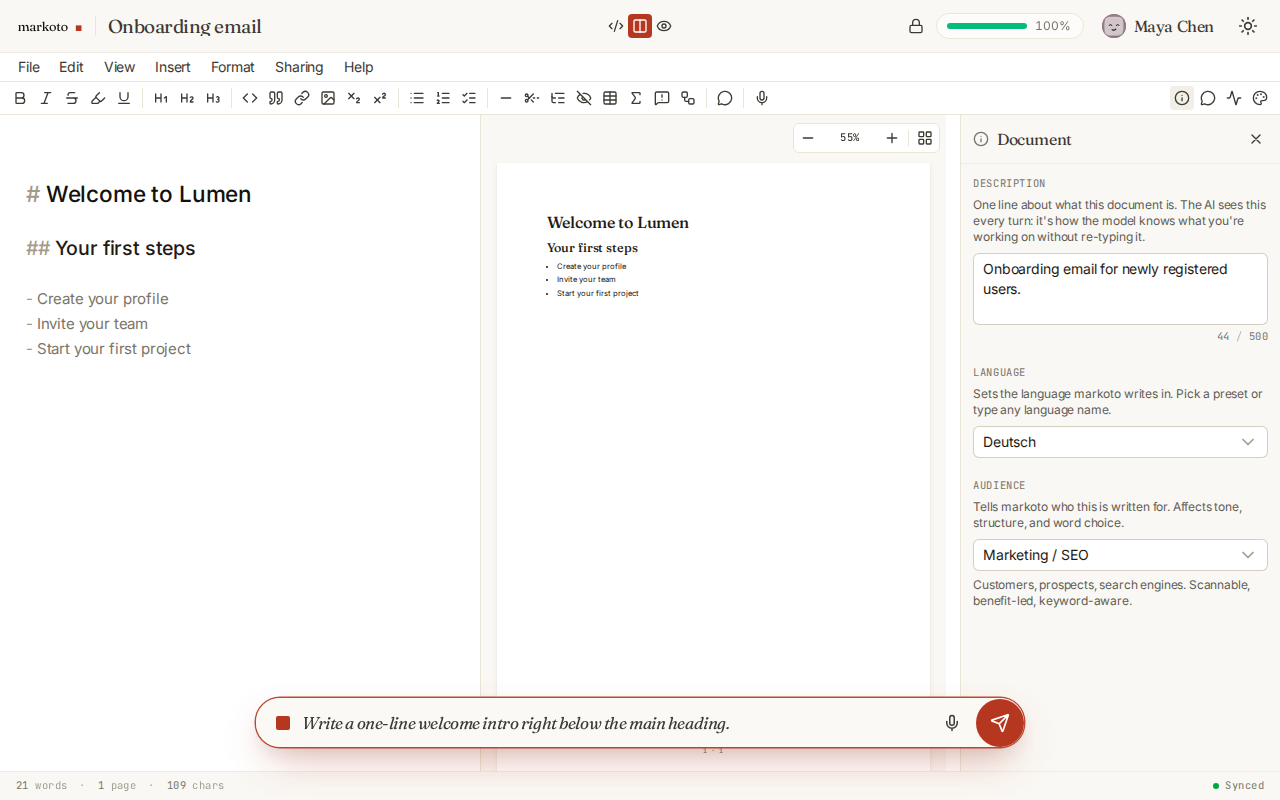 markoto
Onboarding email
100%
Maya Chen
File Edit View Insert Format Sharing Help
H1 H2 H3
X2 X2
55%
Document
# Welcome to Lumen
## Your first steps
- Create your profile
- Invite your team
- Start your first project
Welcome to Lumen
Your first steps
• Create your profile
• Invite your team
• Start your first project
1 · 1
DESCRIPTION
One line about what this document is. The AI sees this
every turn: it's how the model knows what you're
working on without re-typing it.
Onboarding email for newly registered
users.
44 / 500
LANGUAGE
Sets the language markoto writes in. Pick a preset or
type any language name.
Deutsch
AUDIENCE
Tells markoto who this is written for. Affects tone,
structure, and word choice.
Marketing / SEO
Customers, prospects, search engines. Scannable,
benefit-led, keyword-aware.
Write a one-line welcome intro right below the main heading.
21 words · 1 page · 109 chars
Synced